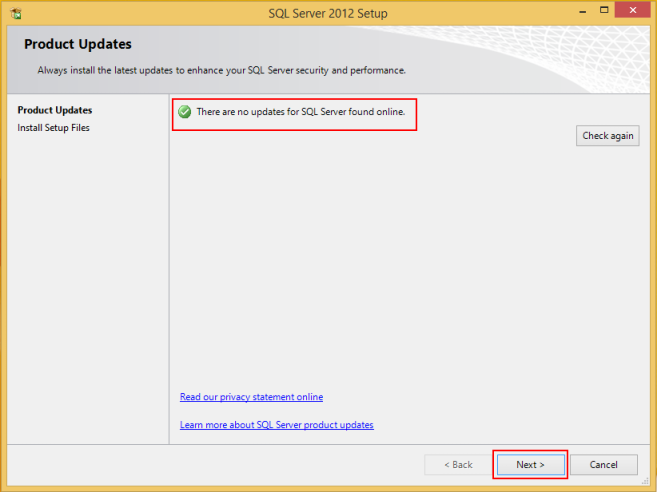 SQL Server 2012 Setup
Product Updates
Always install the latest updates to enhance your SQL Server security and performance.
Product Updates
Install Setup Files
There are no updates for SQL Server found online.
Check again
Read our privacy statement online
Learn more about SQL Server product updates
< Back
Next >
Cancel